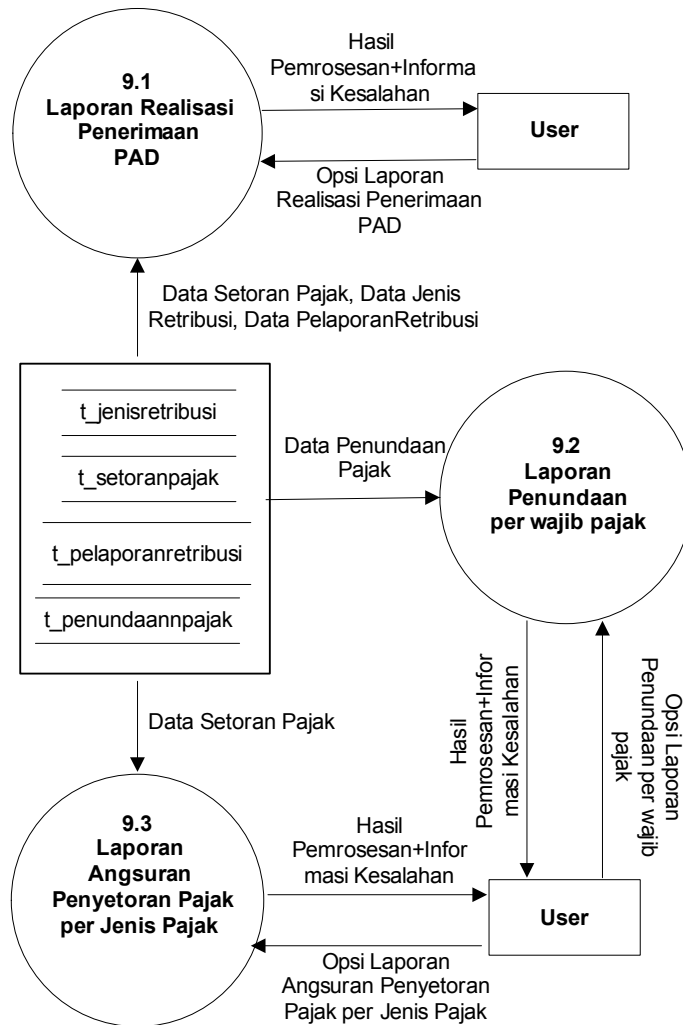 9.1
Laporan Realisasi
Penerimaan
PAD
Hasil
Pemrosesan+Informa
si Kesalahan
User
Opsi Laporan
Realisasi Penerimaan
PAD
Data Setoran Pajak, Data Jenis
Retribusi, Data PelaporanRetribusi
t_jenisretribusi
t_setoranpajak
t_pelaporanretribusi
t_penundaannpajak
Data Penundaan
Pajak
9.2
Laporan
Penundaan
per wajib pajak
Hasil
Pemrosesan+Infor
masi Kesalahan
Opsi Laporan
Penundaan per wajib
pajak
Data Setoran Pajak
9.3
Laporan
Angsuran
Penyetoran Pajak
per Jenis Pajak
Hasil
Pemrosesan+Infor
masi Kesalahan
User
Opsi Laporan
Angsuran Penyetoran
Pajak per Jenis Pajak